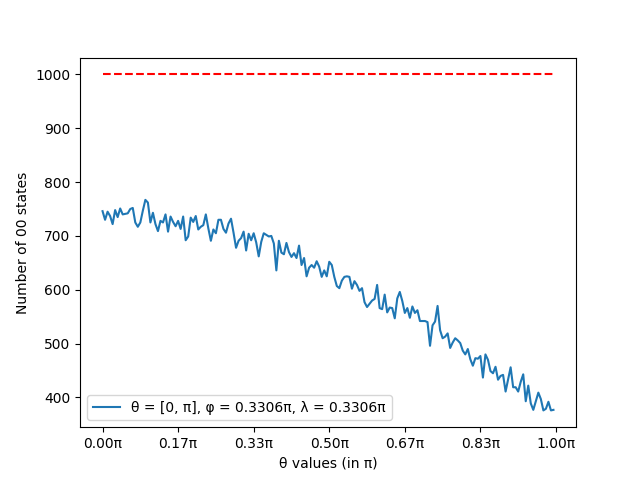 1000
900
800
700
600
500
400
Number of 00 states
θ = [0, π], φ = 0.3306π, λ = 0.3306π
0.00π 0.17π 0.33π 0.50π 0.67π 0.83π 1.00π
θ values (in π)